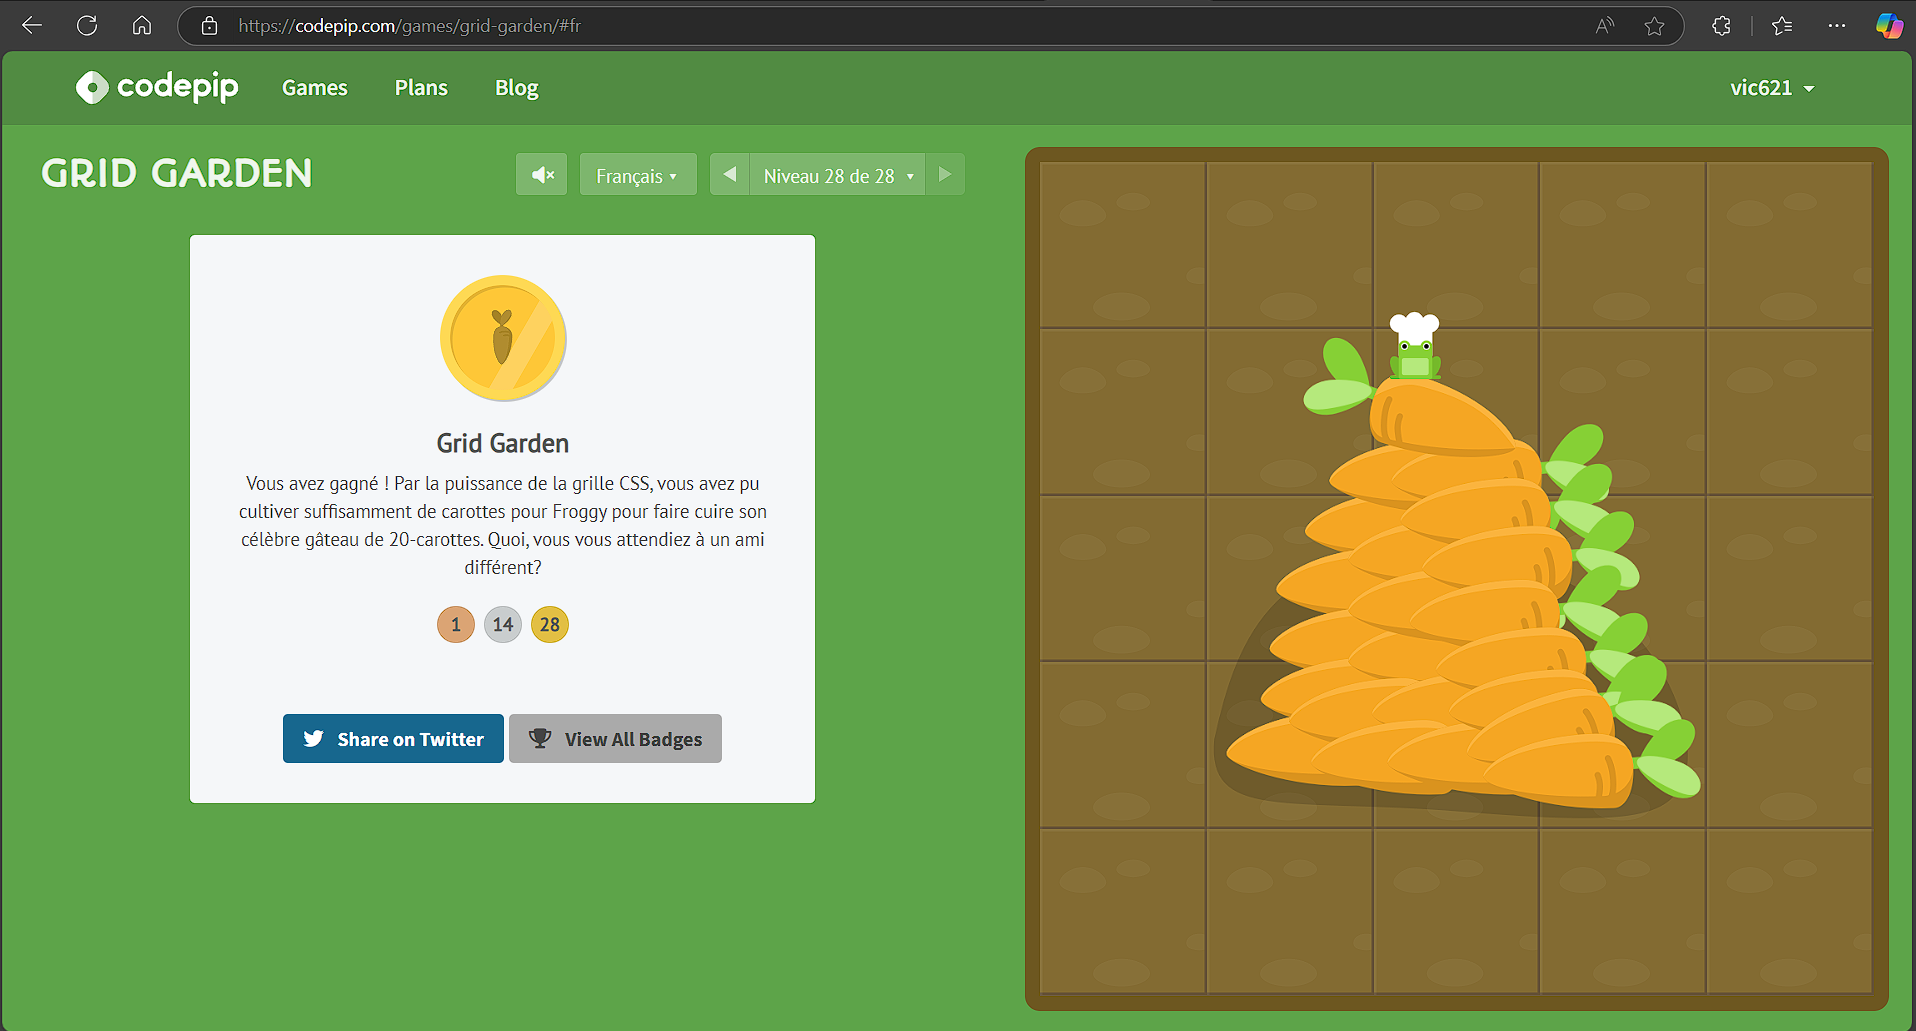 https://codepip.com/games/grid-garden/#fr
codepip
Games
Plans
Blog
vic621
GRID GARDEN
Français
Niveau 28 de 28
Grid Garden
Vous avez gagné ! Par la puissance de la grille CSS, vous avez pu
cultiver suffisamment de carottes pour Froggy pour faire cuire son
célèbre gâteau de 20-carottes. Quoi, vous vous attendiez à un ami
différent?
1 14 28
Share on Twitter
View All Badges